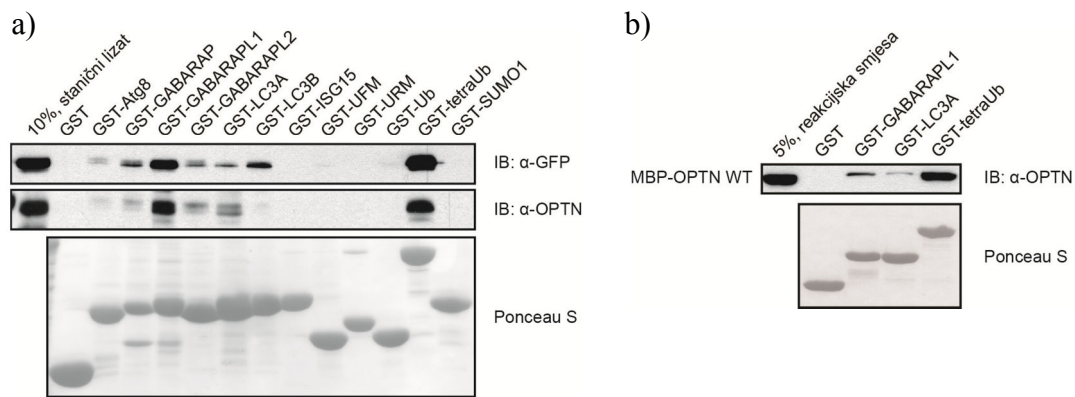 a)
10%, stanični lizat
GST
GST-Atg8
GST-GABARAP
GST-GABARAPL1
GST-GABARAPL2
GST-LC3A
GST-LC3B
GST-ISG15
GST-UFM
GST-URM
GST-Ub
GST-tetraUb
GST-SUMO1
IB: α-GFP
IB: α-OPTN
Ponceau S
b)
5%, reakcijska smjesa
GST
GST-GABARAPL1
GST-LC3A
GST-tetraUb
MBP-OPTN WT
IB: α-OPTN
Ponceau S